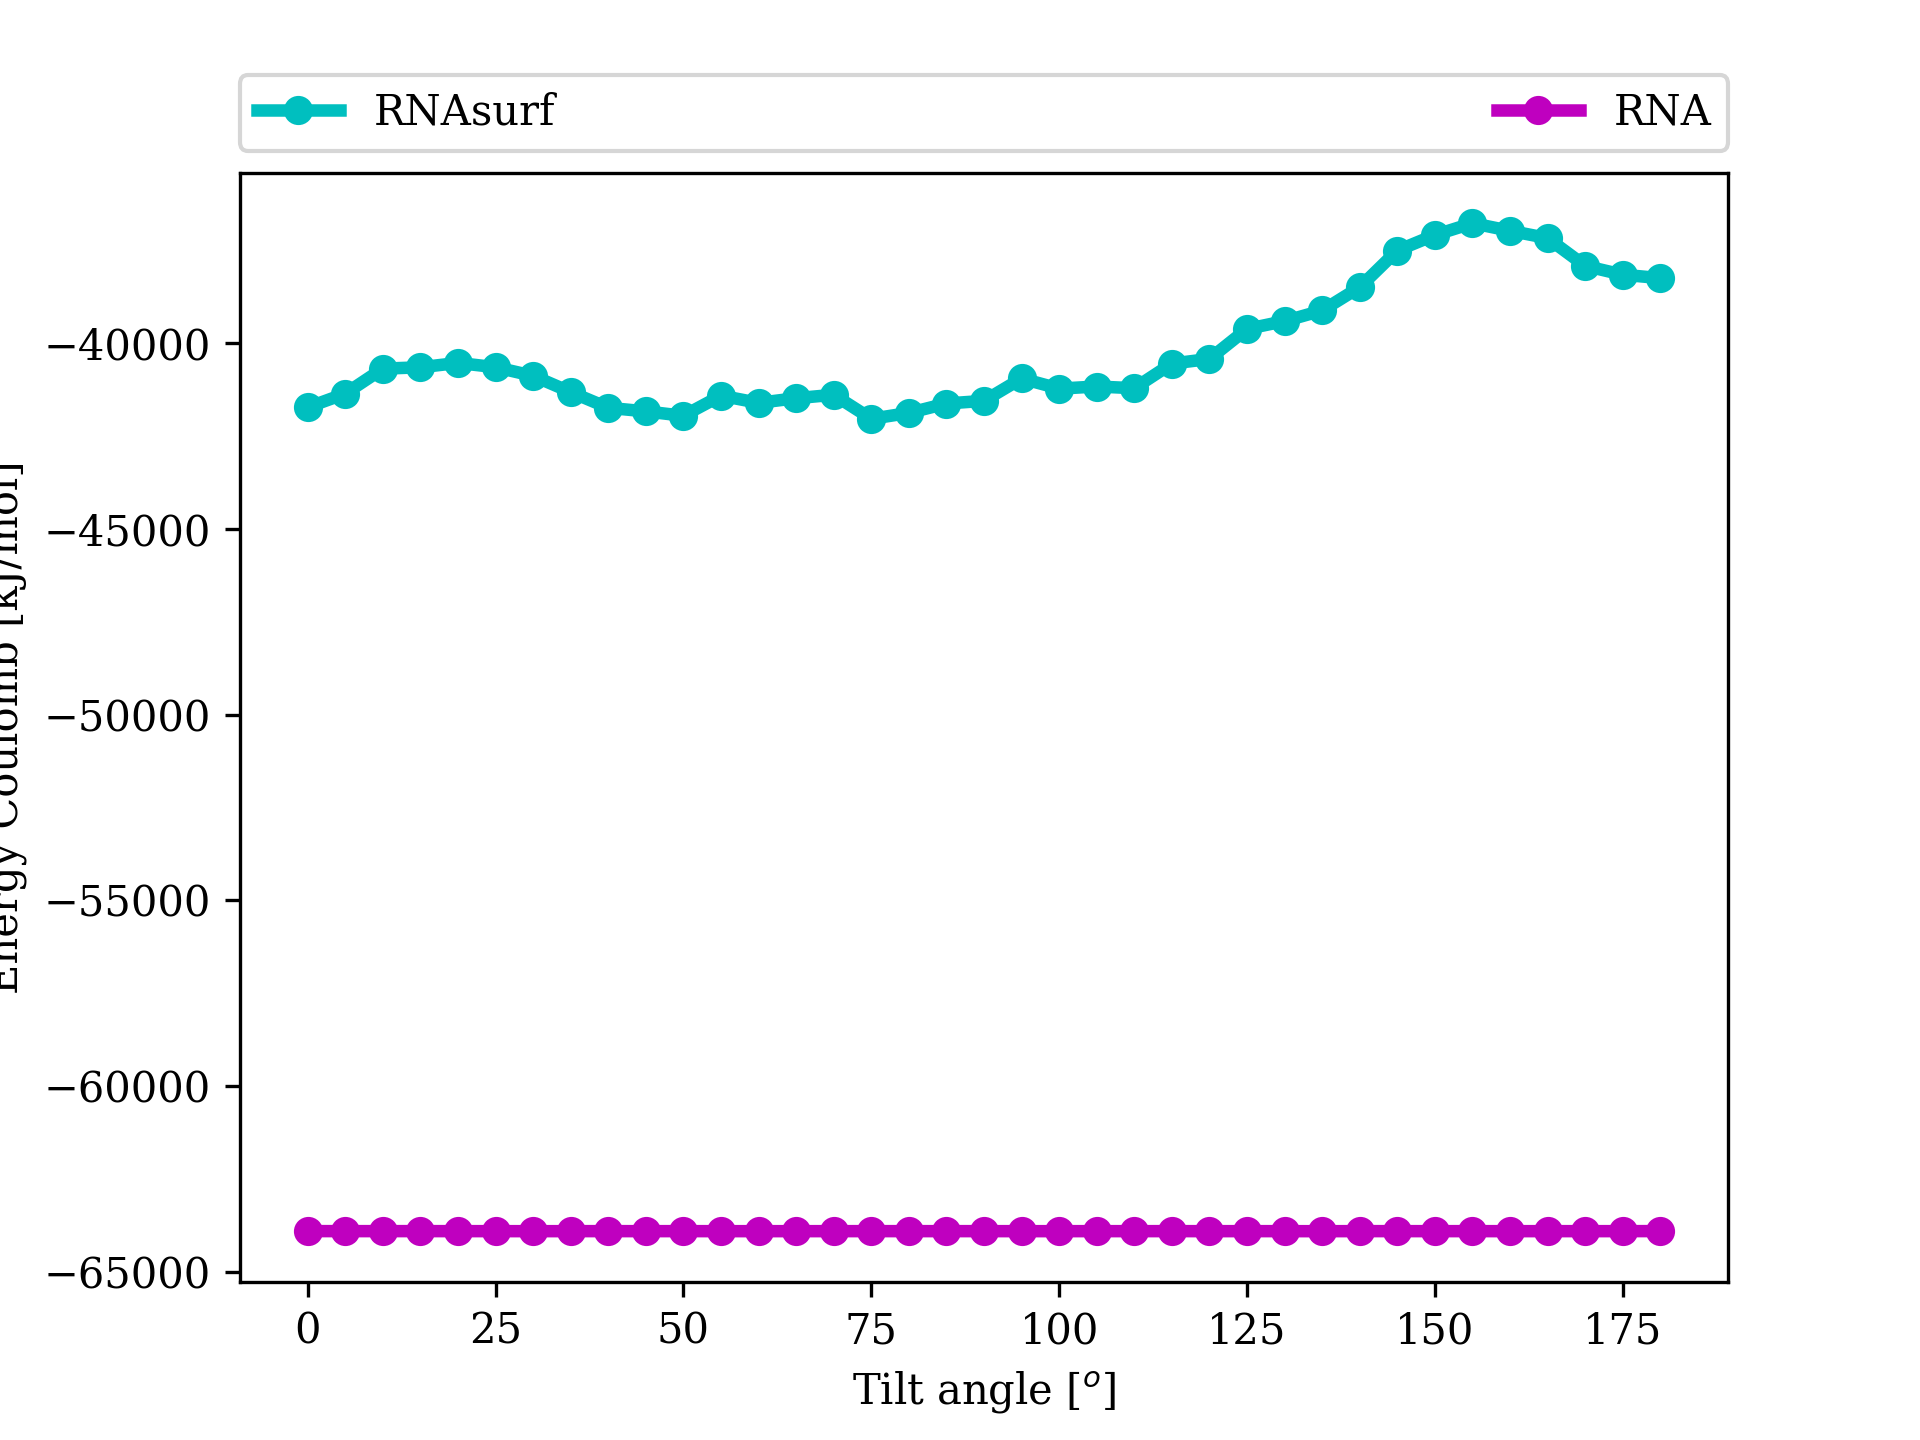 RNAsurf RNA
−40000
−45000
−50000
−55000
−60000
−65000
Energy Coulomb [kJ/mol]
0 25 50 75 100 125 150 175
Tilt angle [°]